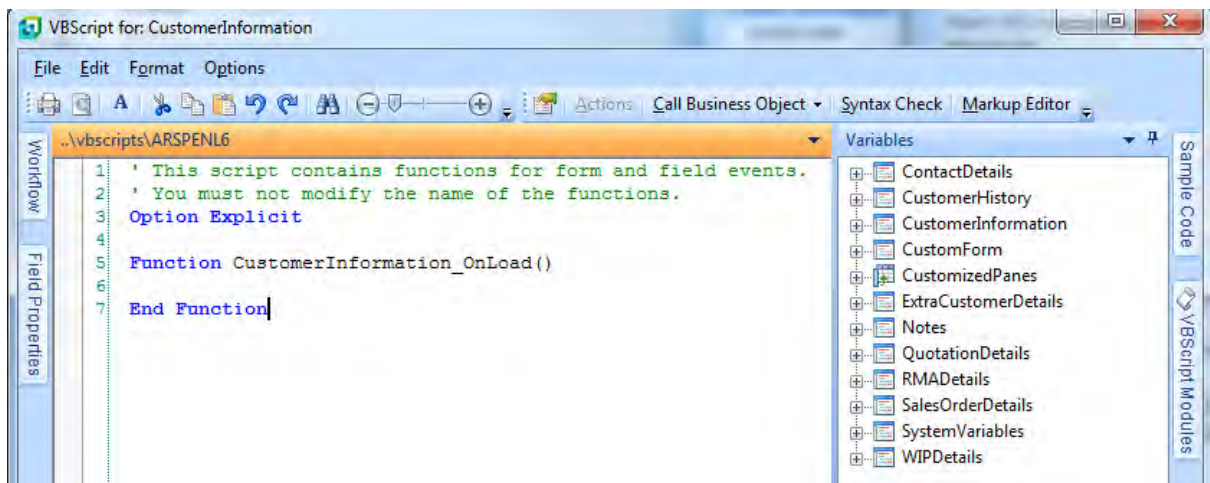 VBScript for: CustomerInformation
File Edit Format Options
A Actions Call Business Object Syntax Check Markup Editor
..\vbscripts\ARSPENL6
Variables
Workflow
Field Properties
1 ' This script contains functions for form and field events.
2 ' You must not modify the name of the functions.
3 Option Explicit
4
5 Function CustomerInformation_OnLoad()
6
7 End Function
ContactDetails
CustomerHistory
CustomerInformation
CustomForm
CustomizedPanes
ExtraCustomerDetails
Notes
QuotationDetails
RMADetails
SalesOrderDetails
SystemVariables
WIPDetails
Sample Code
VBScript Modules